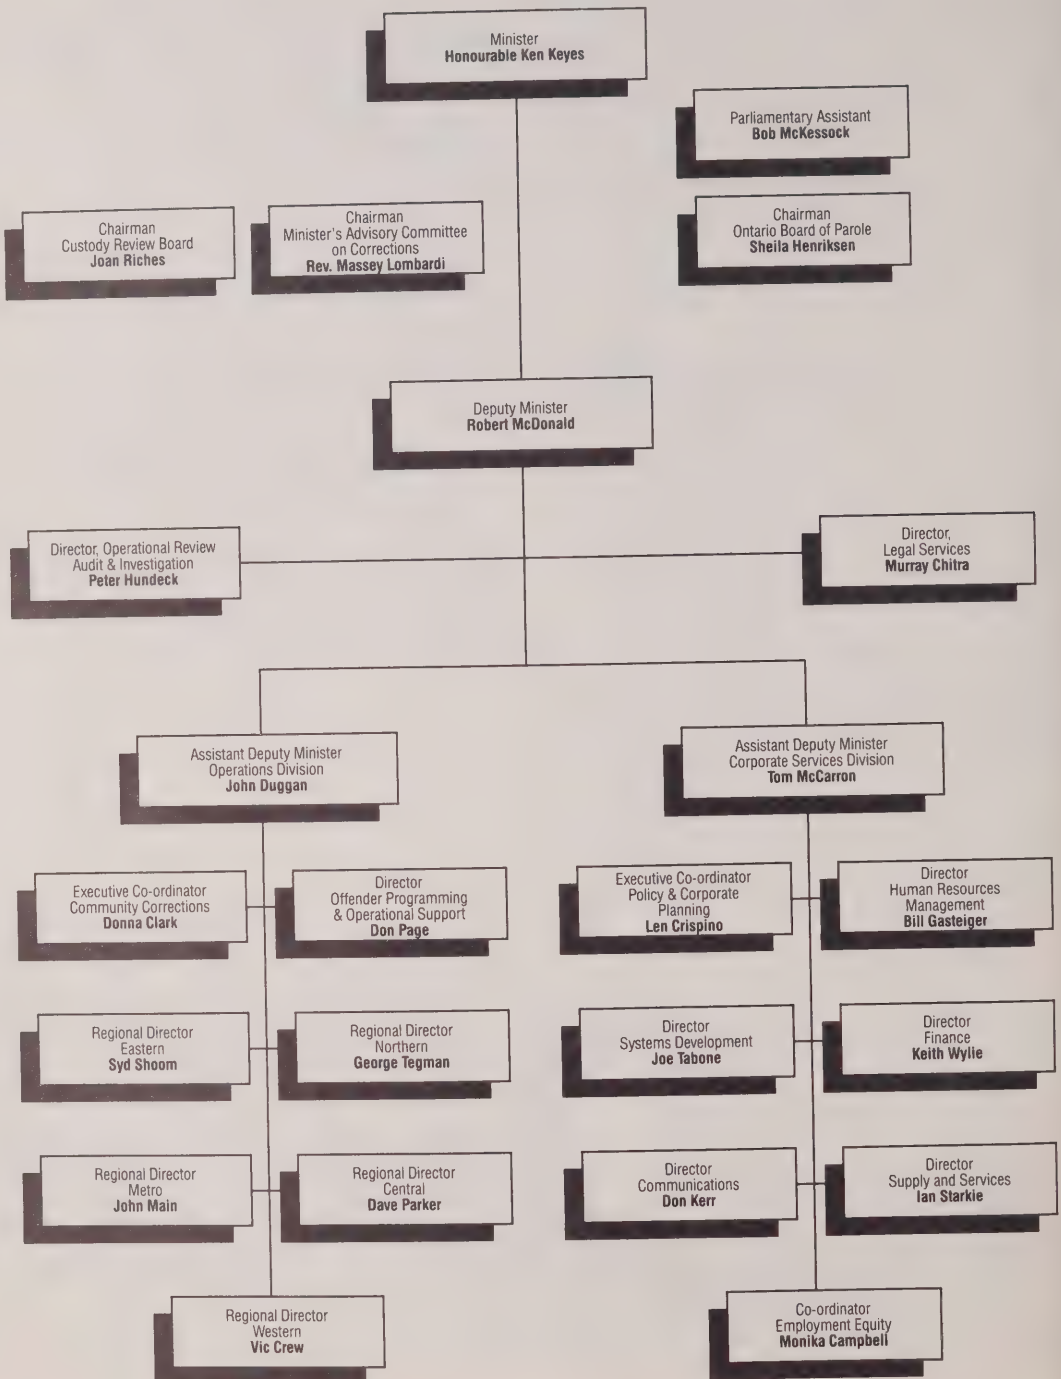 Minister
Honourable Ken Keyes
Parliamentary Assistant
Bob McKessock
Chairman
Custody Review Board
Joan Riches
Chairman
Minister's Advisory Committee
on Corrections
Rev. Massey Lombardi
Chairman
Ontario Board of Parole
Sheila Henriksen
Deputy Minister
Robert McDonald
Director, Operational Review
Audit & Investigation
Peter Hundeck
Director,
Legal Services
Murray Chitra
Assistant Deputy Minister
Operations Division
John Duggan
Assistant Deputy Minister
Corporate Services Division
Tom McCarron
Executive Co-ordinator
Community Corrections
Donna Clark
Director
Offender Programming
& Operational Support
Don Page
Executive Co-ordinator
Policy & Corporate
Planning
Len Crispino
Director
Human Resources
Management
Bill Gasteiger
Regional Director
Eastern
Syd Shoom
Regional Director
Northern
George Tegman
Director
Systems Development
Joe Tabone
Director
Finance
Keith Wylie
Regional Director
Metro
John Main
Regional Director
Central
Dave Parker
Director
Communications
Don Kerr
Director
Supply and Services
Ian Starkie
Regional Director
Western
Vic Crew
Co-ordinator
Employment Equity
Monika Campbell